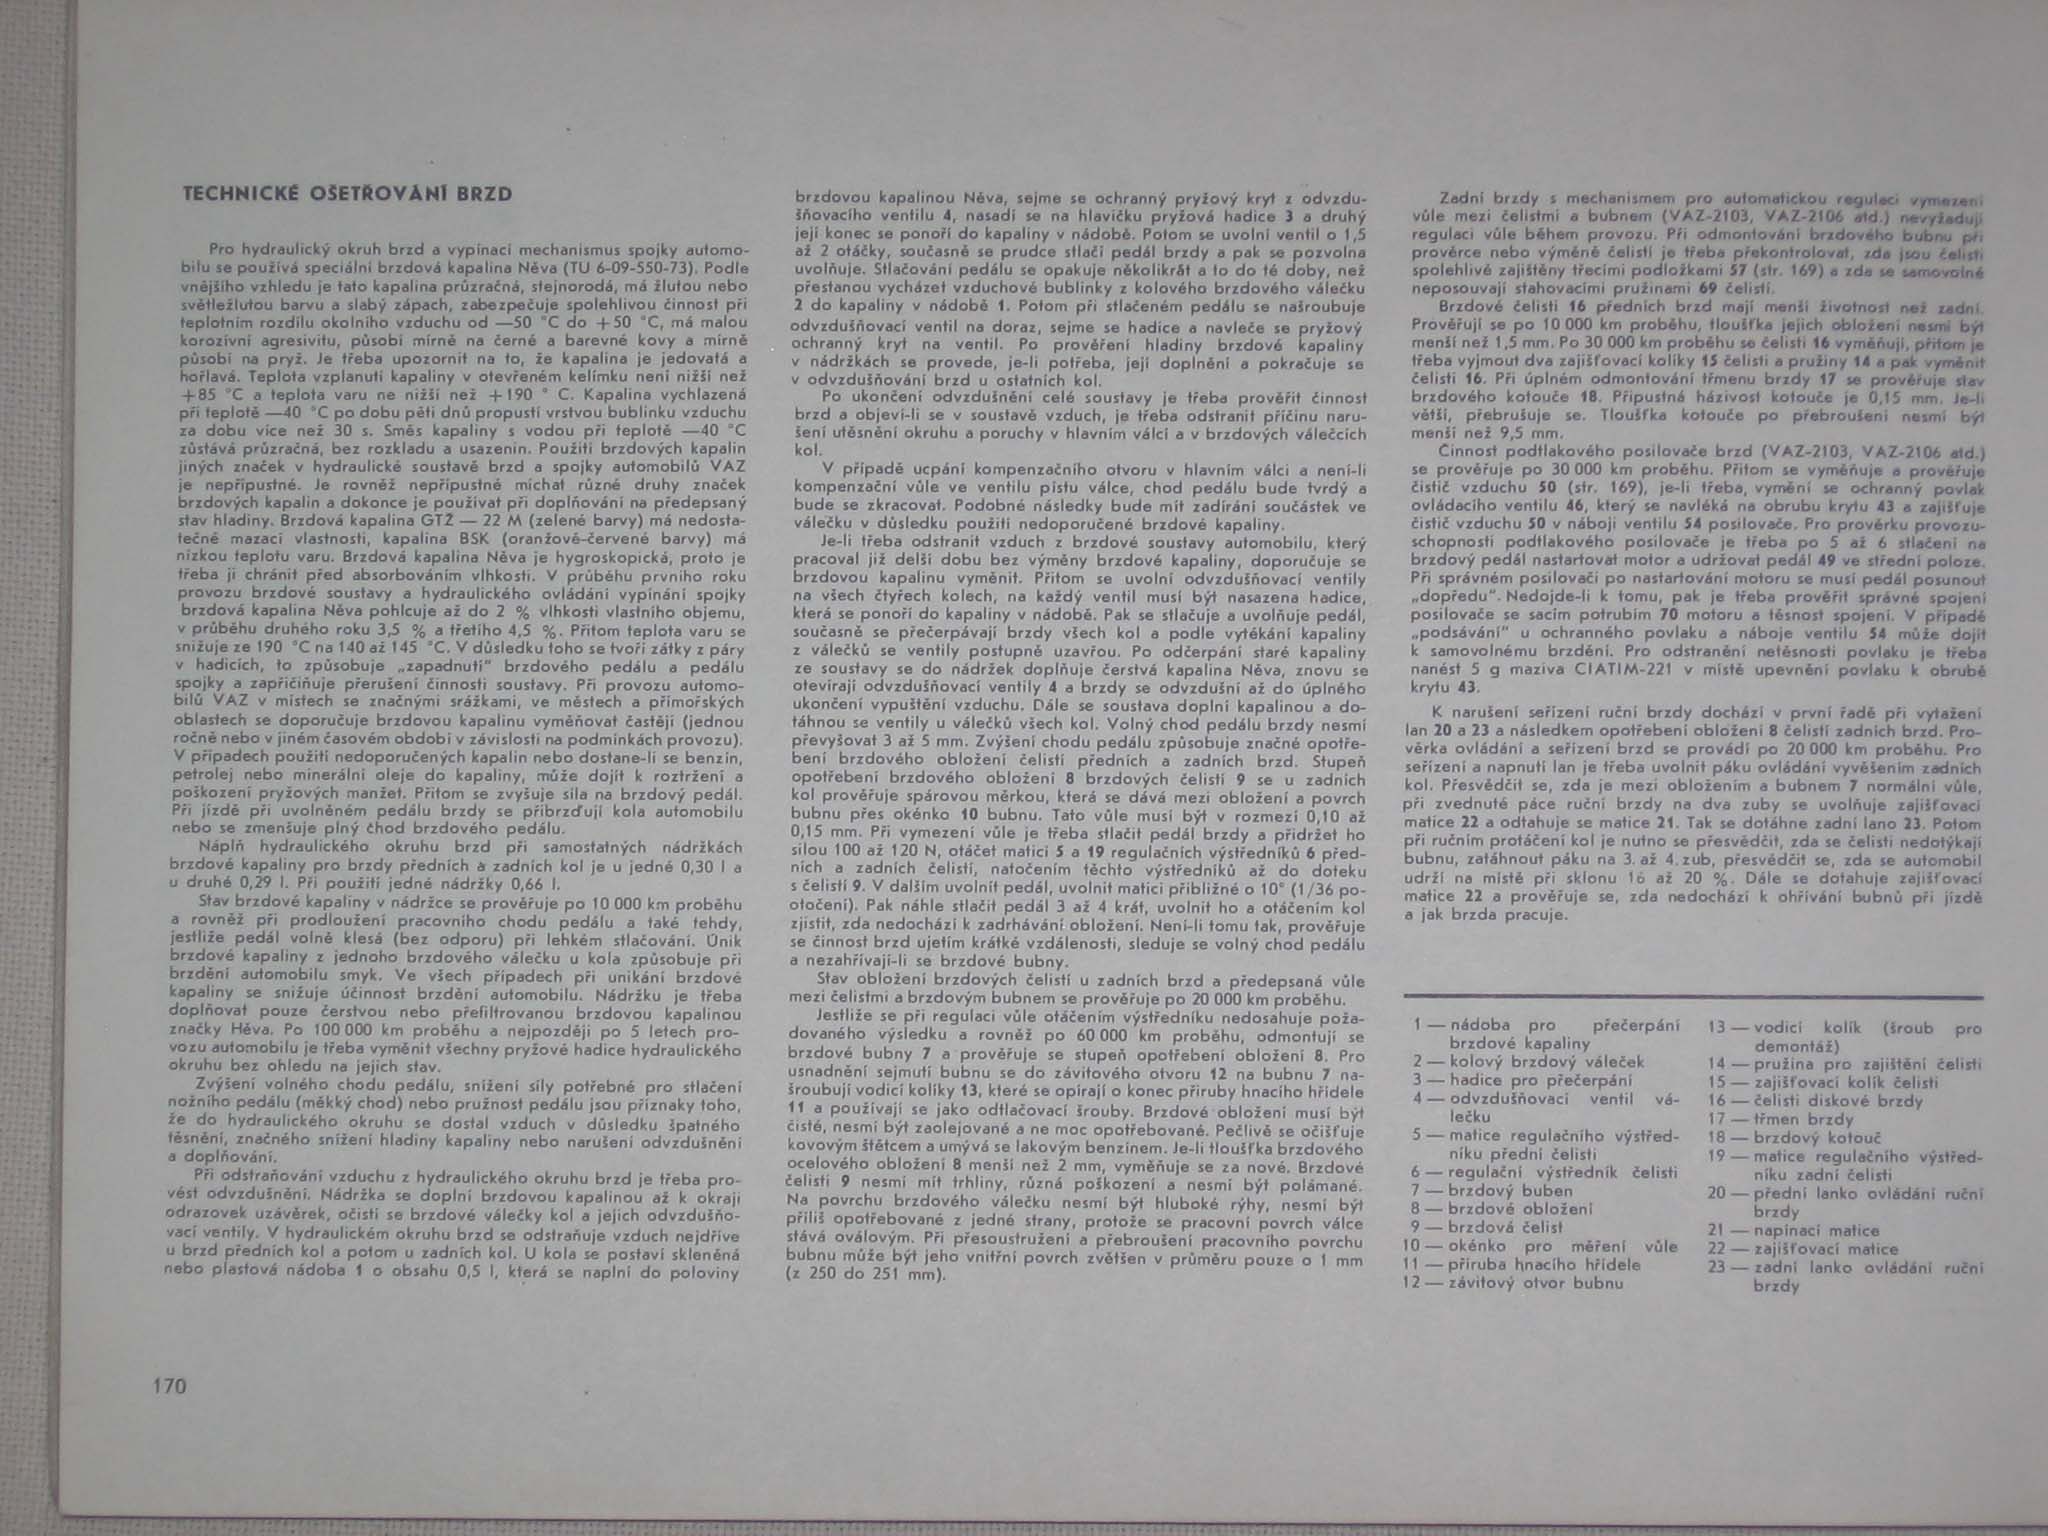 TECHNICKÉ OŠETŘOVÁNÍ BRZD
Pro hydraulický okruh brzd a vypínací mechanismus spojky automo-
bilu se používá speciální brzdová kapalina Něva (TU 6-09-550-73). Podle
vnějšího vzhledu je tato kapalina průzračná, stejnorodá, má žlutou nebo
světležlutou barvu a slabý zápach, zabezpečuje spolehlivou činnost při
teplotním rozdílu okolního vzduchu od —50 °C do +50 °C, má malou
korozívní agresivitu, působí mírně na černé a barevné kovy a mírně
působí na pryž. Je třeba upozornit na to, že kapalina je jedovatá a
hořlavá. Teplota vzplanutí kapaliny v otevřeném kelímku není nižší než
+85 °C a teplota varu ne nižší než +190 ° C. Kapalina vychlazená
při teplotě —40 °C po dobu pěti dnů propustí vrstvou bublinku vzduchu
za dobu více než 30 s. Směs kapaliny s vodou při teplotě —40 °C
zůstává průzračná, bez rozkladu a usazenin. Použití brzdových kapalin
jiných značek v hydraulické soustavě brzd a spojky automobilů VAZ
je nepřípustné. Je rovněž nepřípustné míchat různé druhy značek
brzdových kapalin a dokonce je používat při doplňování na předepsaný
stav hladiny. Brzdová kapalina GTŽ — 22 M (zelené barvy) má nedosta-
tečné mazací vlastnosti, kapalina BSK (oranžově-červené barvy) má
nízkou teplotu varu. Brzdová kapalina Něva je hygroskopická, proto je
třeba ji chránit před absorbováním vlhkosti. V průběhu prvního roku
provozu brzdové soustavy a hydraulického ovládání vypínání spojky
brzdová kapalina Něva pohlcuje až do 2 % vlhkosti vlastního objemu,
v průběhu druhého roku 3,5 % a třetího 4,5 %. Přitom teplota varu se
snižuje ze 190 °C na 140 až 145 °C. V důsledku toho se tvoří zátky z páry
v hadicích, to způsobuje „zapadnutí" brzdového pedálu a pedálu
spojky a zapříčiňuje přerušení činnosti soustavy. Při provozu automo-
bilů VAZ v místech se značnými srážkami, ve městech a přímořských
oblastech se doporučuje brzdovou kapalinu vyměňovat častěji (jednou
ročně nebo v jiném časovém období v závislosti na podmínkách provozu).
V případech použití nedoporučených kapalin nebo dostane-li se benzín,
petrolej nebo minerální oleje do kapaliny, může dojít k roztržení a
poškození pryžových manžet. Přitom se zvyšuje síla na brzdový pedál.
Při jízdě při uvolněném pedálu brzdy se přibrzďují kola automobilu
nebo se zmenšuje plný chod brzdového pedálu.
Náplň hydraulického okruhu brzd při samostatných nádržkách
brzdové kapaliny pro brzdy předních a zadních kol je u jedné 0,30 l a
u druhé 0,29 l. Při použití jedné nádržky 0,66 l.
Stav brzdové kapaliny v nádržce se prověřuje po 10 000 km proběhu
a rovněž při prodloužení pracovního chodu pedálu a také tehdy,
jestliže pedál volně klesá (bez odporu) při lehkém stlačování. Únik
brzdové kapaliny z jednoho brzdového válečku u kola způsobuje při
brzdění automobilu smyk. Ve všech případech při unikání brzdové
kapaliny se snižuje účinnost brzdění automobilu. Nádržku je třeba
doplňovat pouze čerstvou nebo přefiltrovanou brzdovou kapalinou
značky Hěva. Po 100 000 km proběhu a nejpozději po 5 letech pro-
vozu automobilu je třeba vyměnit všechny pryžové hadice hydraulického
okruhu bez ohledu na jejich stav.
Zvýšení volného chodu pedálu, snížení síly potřebné pro stlačení
nožního pedálu (měkký chod) nebo pružnost pedálu jsou příznaky toho,
že do hydraulického okruhu se dostal vzduch v důsledku špatného
těsnění, značného snížení hladiny kapaliny nebo narušení odvzdušnění
a doplňování.
Při odstraňování vzduchu z hydraulického okruhu brzd je třeba pro-
vést odvzdušnění. Nádržka se doplní brzdovou kapalinou až k okraji
odrazovek uzávěrek, očistí se brzdové válečky kol a jejich odvzdušňo-
vací ventily. V hydraulickém okruhu brzd se odstraňuje vzduch nejdříve
u brzd předních kol a potom u zadních kol. U kola se postaví skleněná
nebo plastová nádoba 1 o obsahu 0,5 l, která se naplní do poloviny
brzdovou kapalinou Něva, sejme se ochranný pryžový kryt z odvzdu-
šňovacího ventilu 4, nasadí se na hlavičku pryžová hadice 3 a druhý
její konec se ponoří do kapaliny v nádobě. Potom se uvolní ventil o 1,5
až 2 otáčky, současně se prudce stlačí pedál brzdy a pak se pozvolna
uvolňuje. Stlačování pedálu se opakuje několikrát a to do té doby, než
přestanou vycházet vzduchové bublinky z kolového brzdového válečku
2 do kapaliny v nádobě 1. Potom při stlačeném pedálu se našroubuje
odvzdušňovací ventil na doraz, sejme se hadice a navleče se pryžový
ochranný kryt na ventil. Po prověření hladiny brzdové kapaliny
v nádržkách se provede, je-li potřeba, její doplnění a pokračuje se
v odvzdušňování brzd u ostatních kol.
Po ukončení odvzdušnění celé soustavy je třeba prověřit činnost
brzd a objeví-li se v soustavě vzduch, je třeba odstranit příčinu naru-
šení utěsnění okruhu a poruchy v hlavním válci a v brzdových válečcích
kol.
V případě ucpání kompenzačního otvoru v hlavním válci a není-li
kompenzační vůle ve ventilu pístu válce, chod pedálu bude tvrdý a
bude se zkracovat. Podobné následky bude mít zadírání součástek ve
válečku v důsledku použití nedoporučené brzdové kapaliny.
Je-li třeba odstranit vzduch z brzdové soustavy automobilu, který
pracoval již delší dobu bez výměny brzdové kapaliny, doporučuje se
brzdovou kapalinu vyměnit. Přitom se uvolní odvzdušňovací ventily
na všech čtyřech kolech, na každý ventil musí být nasazena hadice,
která se ponoří do kapaliny v nádobě. Pak se stlačuje a uvolňuje pedál,
současně se přečerpávají brzdy všech kol a podle vytékání kapaliny
z válečků se ventily postupně uzavřou. Po odčerpání staré kapaliny
ze soustavy se do nádržek doplňuje čerstvá kapalina Něva, znovu se
otevírají odvzdušňovací ventily 4 a brzdy se odvzdušní až do úplného
ukončení vypuštění vzduchu. Dále se soustava doplní kapalinou a do-
táhnou se ventily u válečků všech kol. Volný chod pedálu brzdy nesmí
převyšovat 3 až 5 mm. Zvýšení chodu pedálu způsobuje značné opotře-
bení brzdového obložení čelistí předních a zadních brzd. Stupeň
opotřebení brzdového obložení 8 brzdových čelistí 9 se u zadních
kol prověřuje spárovou měrkou, která se dává mezi obložení a povrch
bubnu přes okénko 10 bubnu. Tato vůle musí být v rozmezí 0,10 až
0,15 mm. Při vymezení vůle je třeba stlačit pedál brzdy a přidržet ho
silou 100 až 120 N, otáčet maticí 5 a 19 regulačních výstředníků 6 před-
ních a zadních čelistí, natočením těchto výstředníků až do doteku
s čelistí 9. V dalším uvolnit pedál, uvolnit matici přibližně o 10° (1/36 po-
otočení). Pak náhle stlačit pedál 3 až 4 krát, uvolnit ho a otáčením kol
zjistit, zda nedochází k zadrhávání obložení. Není-li tomu tak, prověřuje
se činnost brzd ujetím krátké vzdálenosti, sleduje se volný chod pedálu
a nezahřívají-li se brzdové bubny.
Stav obložení brzdových čelistí u zadních brzd a předepsaná vůle
mezi čelistmi a brzdovým bubnem se prověřuje po 20 000 km proběhu.
Jestliže se při regulaci vůle otáčením výstředníku nedosahuje poža-
dovaného výsledku a rovněž po 60 000 km proběhu, odmontují se
brzdové bubny 7 a prověřuje se stupeň opotřebení obložení 8. Pro
usnadnění sejmutí bubnu se do závitového otvoru 12 na bubnu 7 na-
šroubují vodicí kolíky 13, které se opírají o konec příruby hnacího hřídele
11 a používají se jako odtlačovací šrouby. Brzdové obložení musí být
čisté, nesmí být zaolejované a ne moc opotřebované. Pečlivě se očišťuje
kovovým štětcem a umývá se lakovým benzínem. Je-li tloušťka brzdového
ocelového obložení 8 menší než 2 mm, vyměňuje se za nové. Brzdové
čelisti 9 nesmí mít trhliny, různá poškození a nesmí být polámané.
Na povrchu brzdového válečku nesmí být hluboké rýhy, nesmí být
příliš opotřebované z jedné strany, protože se pracovní povrch válce
stává oválovým. Při přesoustružení a přebroušení pracovního povrchu
bubnu může být jeho vnitřní povrch zvětšen v průměru pouze o 1 mm
(z 250 do 251 mm).
Zadní brzdy s mechanismem pro automatickou regulaci vymezení
vůle mezi čelistmi a bubnem (VAZ-2103, VAZ-2106 atd.) nevyžadují
regulaci vůle během provozu. Při odmontování brzdového bubnu při
prověrce nebo výměně čelistí je třeba překontrolovat, zda jsou čelisti
spolehlivě zajištěny třecími podložkami 57 (str. 169) a zda se samovolně
neposouvají stahovacími pružinami 69 čelistí.
Brzdové čelisti 16 předních brzd mají menší životnost než zadní.
Prověřují se po 10 000 km proběhu, tloušťka jejich obložení nesmí být
menší než 1,5 mm. Po 30 000 km proběhu se čelisti 16 vyměňují, přitom je
třeba vyjmout dva zajišťovací kolíky 15 čelisti a pružiny 14 a pak vyměnit
čelisti 16. Při úplném odmontování třmenu brzdy 17 se prověřuje stav
brzdového kotouče 18. Přípustná házivost kotouče je 0,15 mm. Je-li
větší, přebrušuje se. Tloušťka kotouče po přebroušení nesmí být
menší než 9,5 mm.
Činnost podtlakového posilovače brzd (VAZ-2103, VAZ-2106 atd.)
se prověřuje po 30 000 km proběhu. Přitom se vyměňuje a prověřuje
čistič vzduchu 50 (str. 169), je-li třeba, vymění se ochranný povlak
ovládacího ventilu 46, který se navléká na obrubu krytu 43 a zajišťuje
čistič vzduchu 50 v náboji ventilu 54 posilovače. Pro prověrku provozu-
schopnosti podtlakového posilovače je třeba po 5 až 6 stlačení na
brzdový pedál nastartovat motor a udržovat pedál 49 ve střední poloze.
Při správném posilovači po nastartování motoru se musí pedál posunout
„dopředu". Nedojde-li k tomu, pak je třeba prověřit správné spojení
posilovače se sacím potrubím 70 motoru a těsnost spojení. V případě
„podsávání" u ochranného povlaku a náboje ventilu 54 může dojít
k samovolnému brzdění. Pro odstranění netěsnosti povlaku je třeba
nanést 5 g maziva CIATIM-221 v místě upevnění povlaku k obrubě
krytu 43.
K narušení seřízení ruční brzdy dochází v první řadě při vytažení
lan 20 a 23 a následkem opotřebení obložení 8 čelistí zadních brzd. Pro-
věrka ovládání a seřízení brzd se provádí po 20 000 km proběhu. Pro
seřízení a napnutí lan je třeba uvolnit páku ovládání vyvěšením zadních
kol. Přesvědčit se, zda je mezi obložením a bubnem 7 normální vůle,
při zvednuté páce ruční brzdy na dva zuby se uvolňuje zajišťovací
matice 22 a odtahuje se matice 21. Tak se dotáhne zadní lano 23. Potom
při ručním protáčení kol je nutno se přesvědčit, zda se čelisti nedotýkají
bubnu, zatáhnout páku na 3. až 4. zub, přesvědčit se, zda se automobil
udrží na místě při sklonu 16 až 20 %. Dále se dotahuje zajišťovací
matice 22 a prověřuje se, zda nedochází k ohřívání bubnů při jízdě
a jak brzda pracuje.
1 — nádoba pro přečerpání
brzdové kapaliny
2 — kolový brzdový váleček
3 — hadice pro přečerpání
4 — odvzdušňovací ventil vá-
lečku
5 — matice regulačního výstřed-
níku přední čelisti
6 — regulační výstředník čelisti
7 — brzdový buben
8 — brzdové obložení
9 — brzdová čelist
10 — okénko pro měření vůle
11 — příruba hnacího hřídele
12 — závitový otvor bubnu
13 — vodicí kolík (šroub pro
demontáž)
14 — pružina pro zajištění čelisti
15 — zajišťovací kolík čelisti
16 — čelisti diskové brzdy
17 — třmen brzdy
18 — brzdový kotouč
19 — matice regulačního výstřed-
níku zadní čelisti
20 — přední lanko ovládání ruční
brzdy
21 — napínací matice
22 — zajišťovací matice
23 — zadní lanko ovládání ruční
brzdy
170